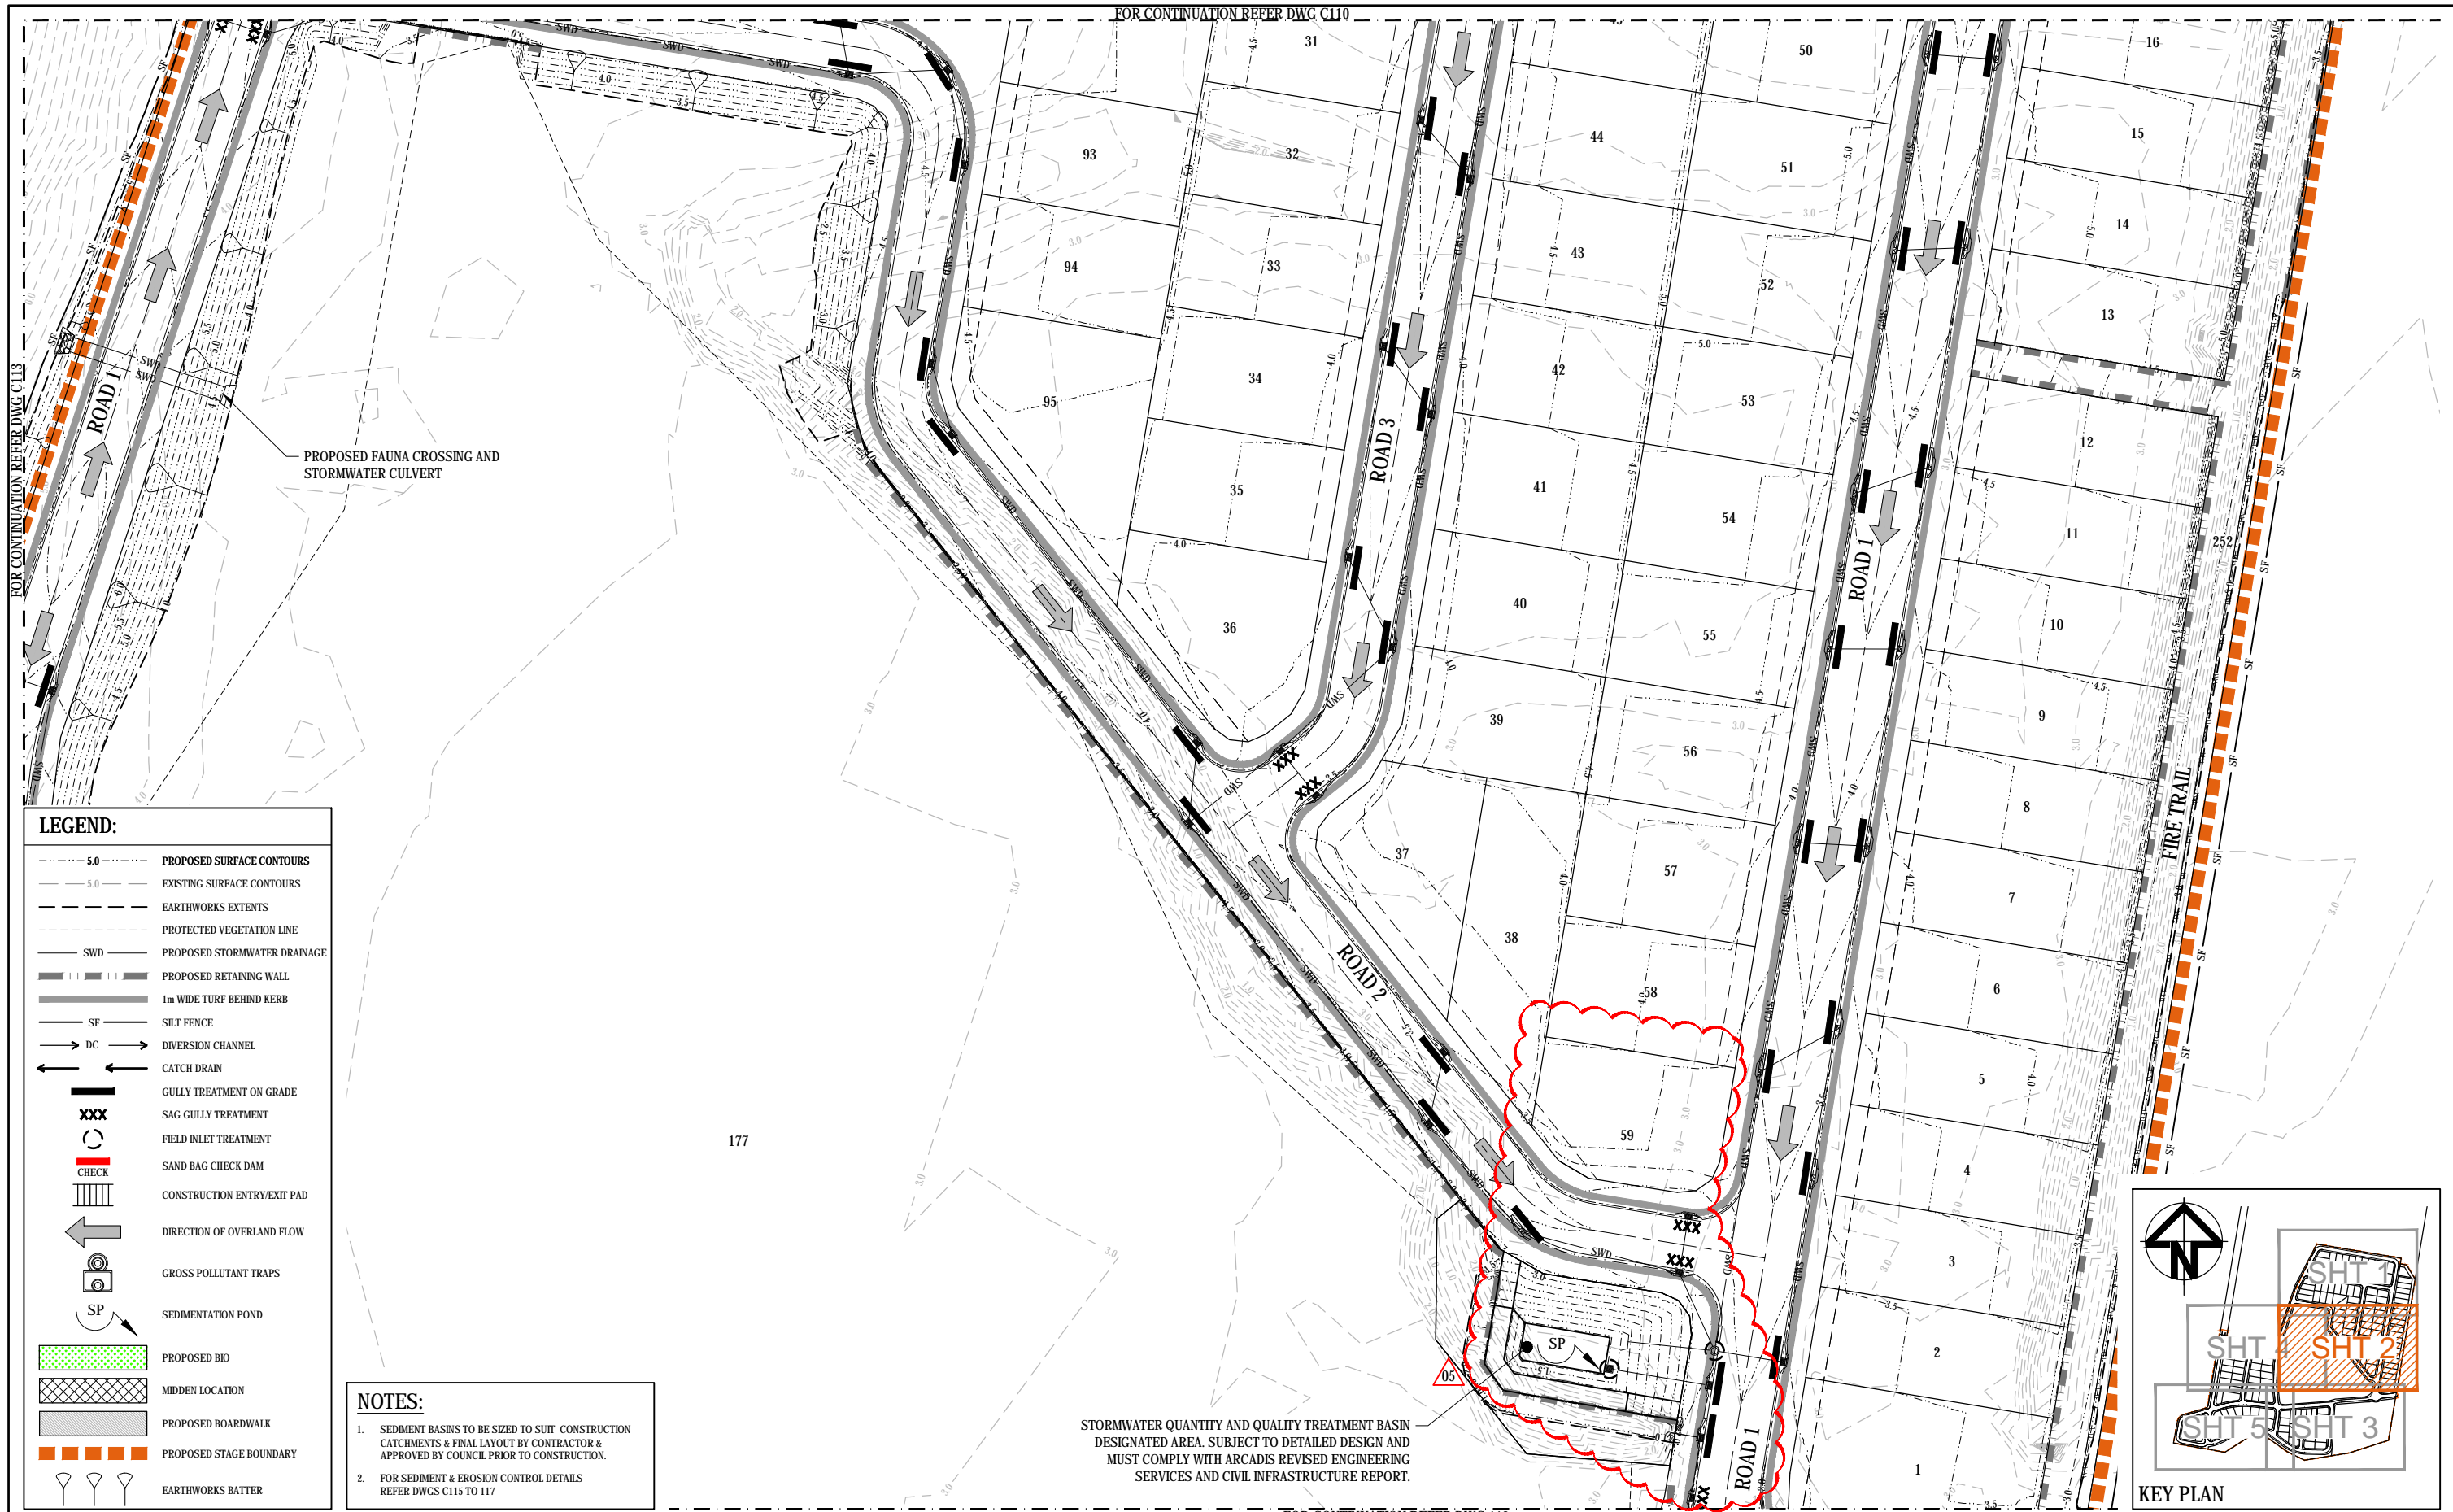 FOR CONTINUATION REFER DWG C110
FOR CONTINUATION REFER DWG C113
ROAD 1
PROPOSED FAUNA CROSSING AND
STORMWATER CULVERT
31
32
33
34
35
36
93
94
95
ROAD 3
44
43
42
41
40
39
37
38
50
51
52
53
54
55
56
57
58
59
ROAD 1
ROAD 2
16
15
14
13
12
11
10
9
8
7
6
5
4
3
2
1
252
FIRE TRAIL
177
SP
05
ROAD 1
STORMWATER QUANTITY AND QUALITY TREATMENT BASIN
DESIGNATED AREA. SUBJECT TO DETAILED DESIGN AND
MUST COMPLY WITH ARCADIS REVISED ENGINEERING
SERVICES AND CIVIL INFRASTRUCTURE REPORT.
LEGEND:
5.0 PROPOSED SURFACE CONTOURS
5.0 EXISTING SURFACE CONTOURS
EARTHWORKS EXTENTS
PROTECTED VEGETATION LINE
SWD PROPOSED STORMWATER DRAINAGE
PROPOSED RETAINING WALL
1m WIDE TURF BEHIND KERB
SF SILT FENCE
DC DIVERSION CHANNEL
CATCH DRAIN
GULLY TREATMENT ON GRADE
XXX SAG GULLY TREATMENT
FIELD INLET TREATMENT
CHECK SAND BAG CHECK DAM
CONSTRUCTION ENTRY/EXIT PAD
DIRECTION OF OVERLAND FLOW
GROSS POLLUTANT TRAPS
SP SEDIMENTATION POND
PROPOSED BIO
MIDDEN LOCATION
PROPOSED BOARDWALK
PROPOSED STAGE BOUNDARY
EARTHWORKS BATTER
NOTES:
1. SEDIMENT BASINS TO BE SIZED TO SUIT CONSTRUCTION
CATCHMENTS & FINAL LAYOUT BY CONTRACTOR &
APPROVED BY COUNCIL PRIOR TO CONSTRUCTION.
2. FOR SEDIMENT & EROSION CONTROL DETAILS
REFER DWGS C115 TO 117
N
SHT 1
SHT 4
SHT 2
SHT 5
SHT 3
KEY PLAN